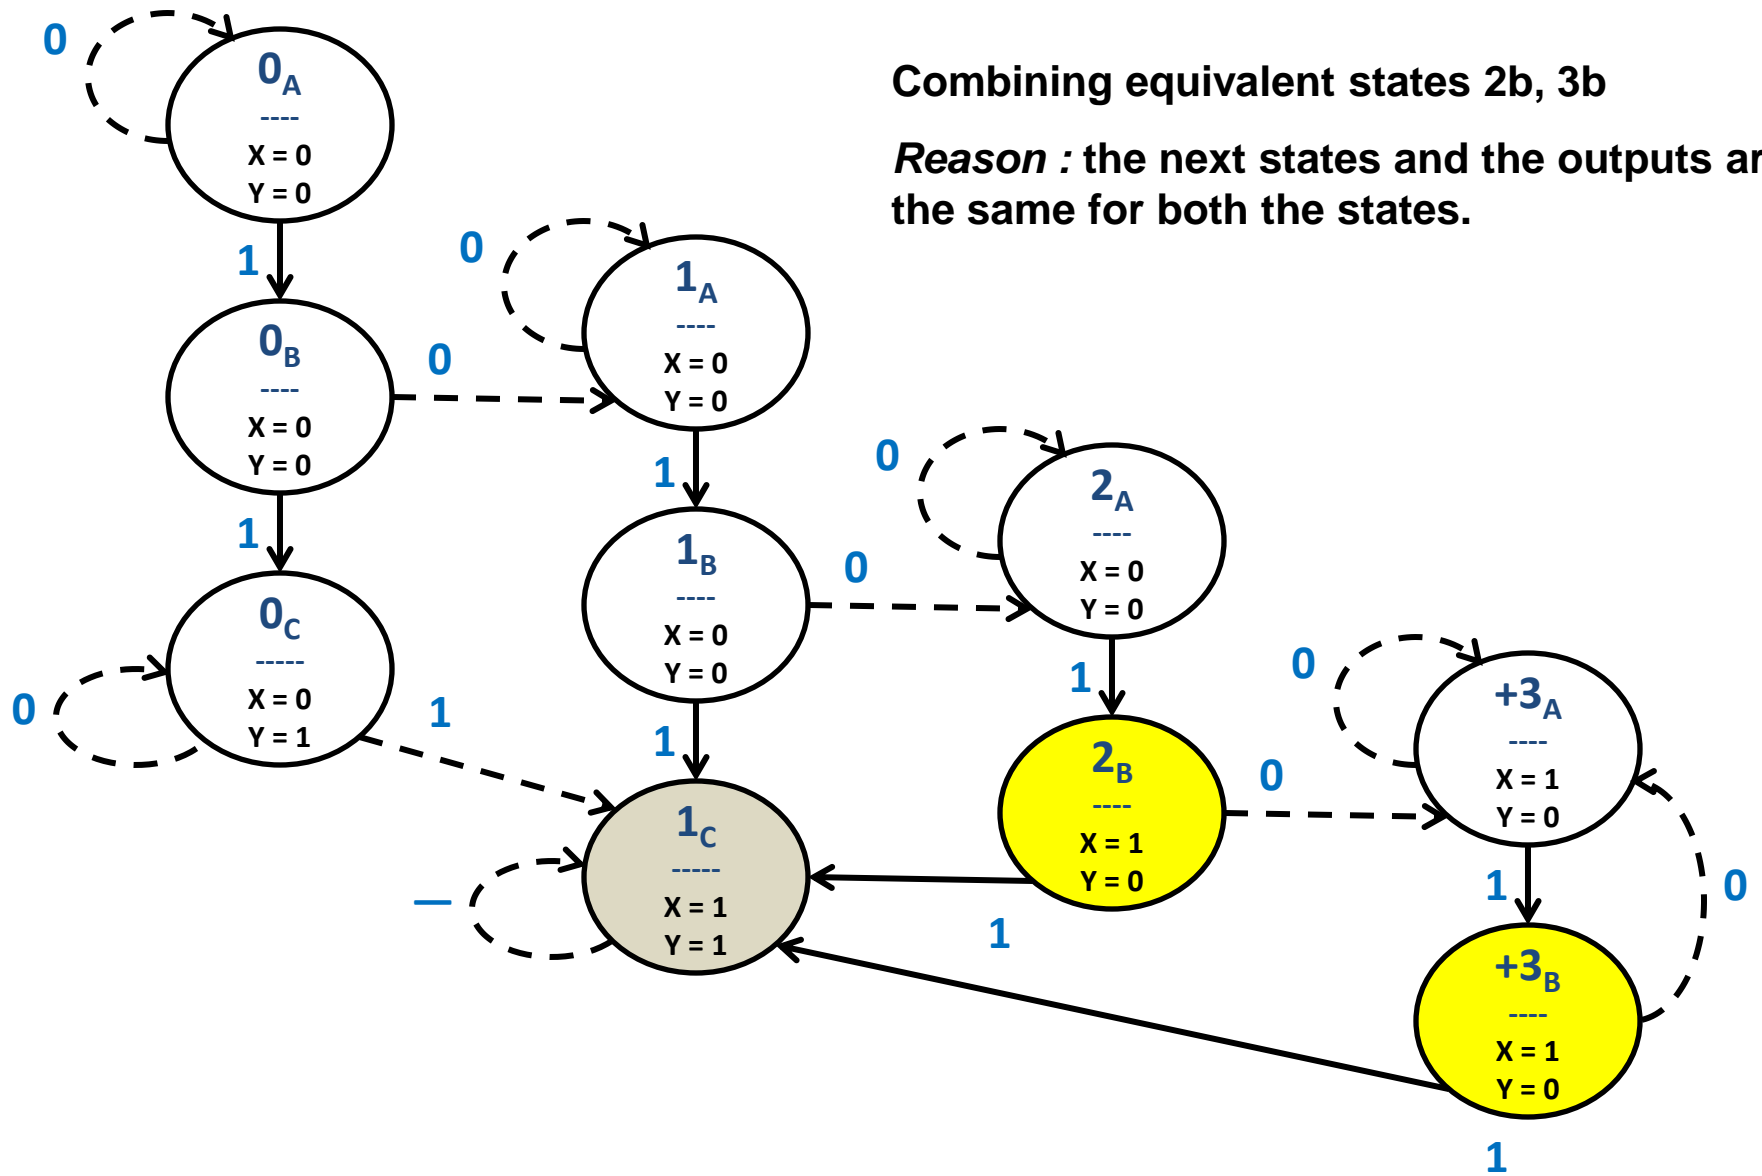 Combining equivalent states 2b, 3b
Reason : the next states and the outputs ar
the same for both the states.
0
0A
----
X = 0
Y = 0
1
0B
----
X = 0
Y = 0
0
1
0C
-----
X = 0
Y = 1
0
1
0
1A
----
X = 0
Y = 0
1
1B
----
X = 0
Y = 0
0
1
1C
-----
X = 1
Y = 1
—
0
2A
----
X = 0
Y = 0
1
2B
----
X = 1
Y = 0
0
1
0
+3A
----
X = 1
Y = 0
1
0
+3B
----
X = 1
Y = 0
1